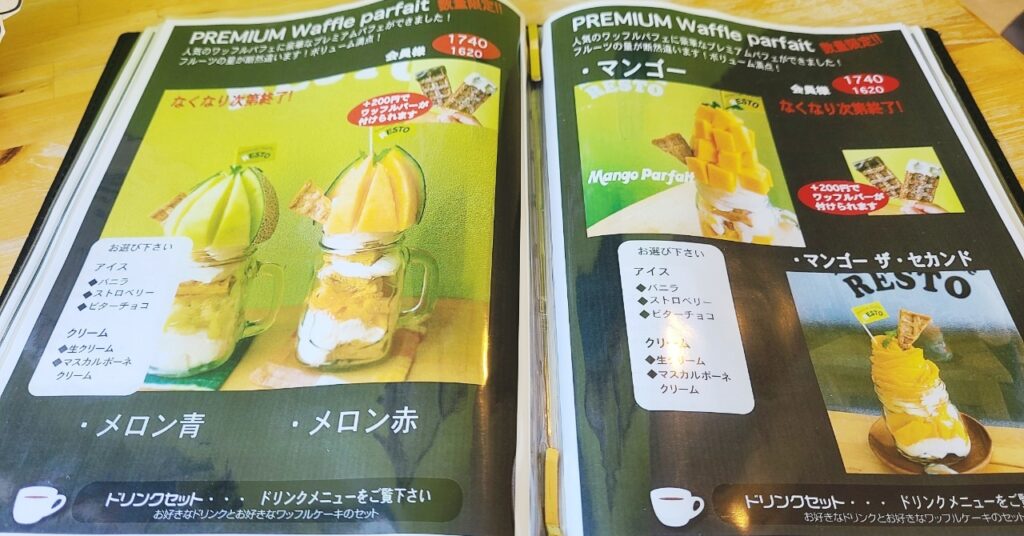 PREMIUM Waffle parfait 数量限定!!
人気のワッフルパフェに豪華なプレミアムパフェができました！
フルーツの量が断然違います！ボリューム満点！
会員様 1740
1620
なくなり次第終了!
+200円で
ワッフルバーが
付けられます
RESTO
RESTO
お選び下さい
アイス
◆バニラ
◆ストロベリー
◆ビターチョコ
クリーム
◆生クリーム
◆マスカルポーネ
クリーム
・メロン青
・メロン赤
ドリンクセット・・・ ドリンクメニューをご覧下さい
お好きなドリンクとお好きなワッフルケーキのセット
PREMIUM Waffle parfait 数量限定!!
人気のワッフルパフェに豪華なプレミアムパフェができました！
フルーツの量が断然違います！ボリューム満点！
・マンゴー
会員様 1740
1620
なくなり次第終了!
RESTO
RESTO
Mango Parfait
+200円で
ワッフルバーが
付けられます
お選び下さい
アイス
◆バニラ
◆ストロベリー
◆ビターチョコ
クリーム
◆生クリーム
◆マスカルポーネ
クリーム
・マンゴー ザ・セカンド
RESTO
RESTO
ドリンクセット・・・ ドリンクメニューをご覧
お好きなドリンクとお好きなワッフルケーキのセット